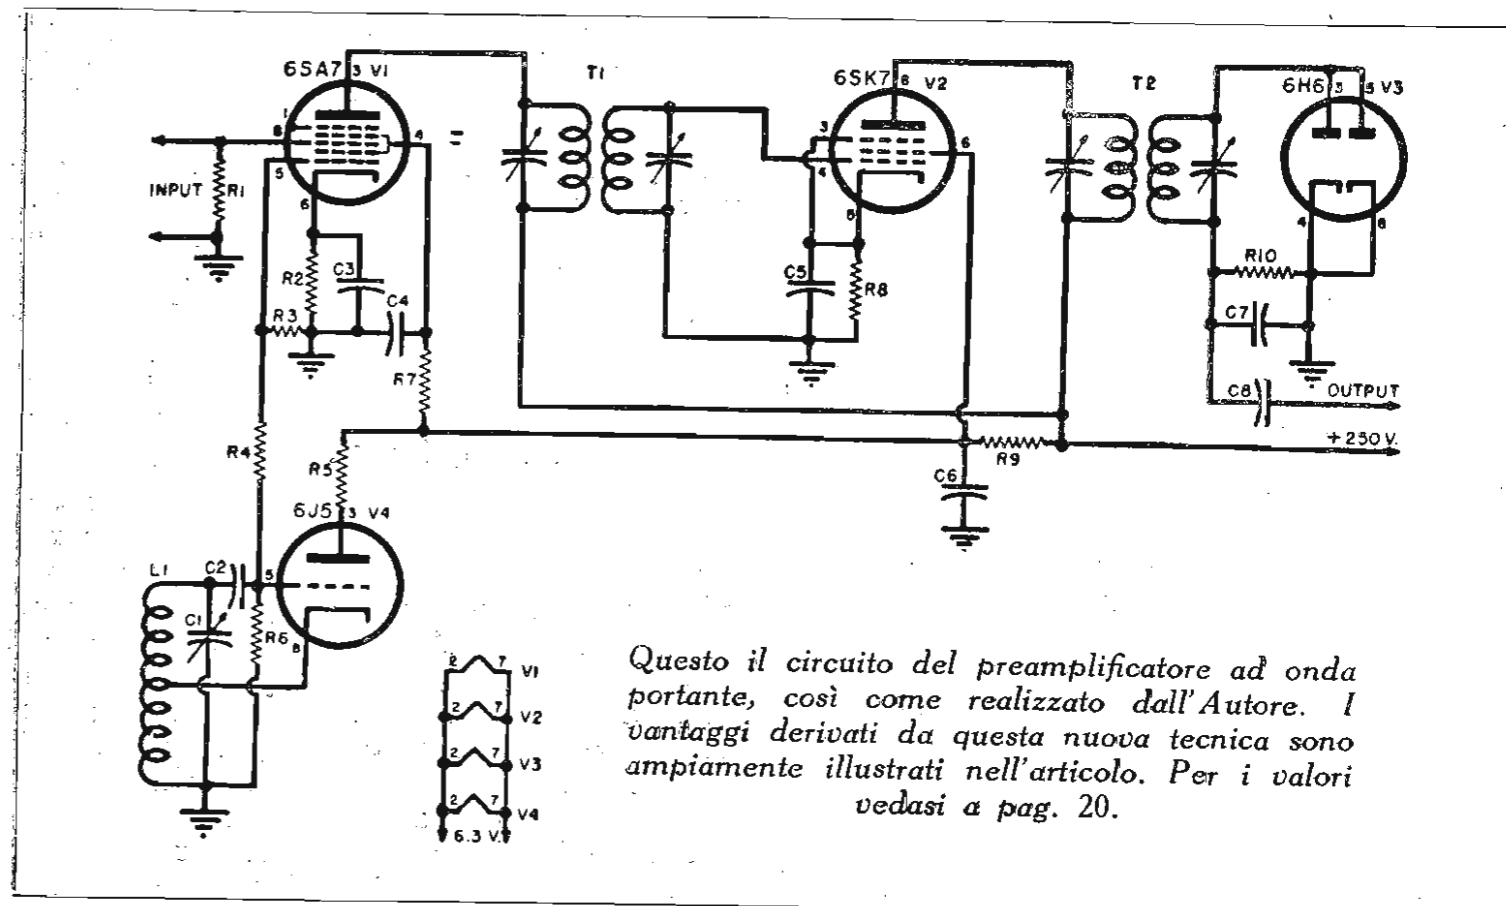 6SA7 3 V1
T1
6SK7 8 V2
T2
6H6 3 5 V3
1
8
5
4
6
INPUT R1
R2 C3
R3 C4
R7
3
4
6
5
C5 R8
4 8
R10
C7
C8 OUTPUT
+250 V.
R9
C6
R4 R5
6J5 3 V4
L1 C2 5
C1 R6 8
2 7 V1
2 7 V2
2 7 V3
2 7 V4
6.3 V.
Questo il circuito del preamplificatore ad onda
portante, così come realizzato dall'Autore. I
vantaggi derivati da questa nuova tecnica sono
ampiamente illustrati nell'articolo. Per i valori
vedasi a pag. 20.